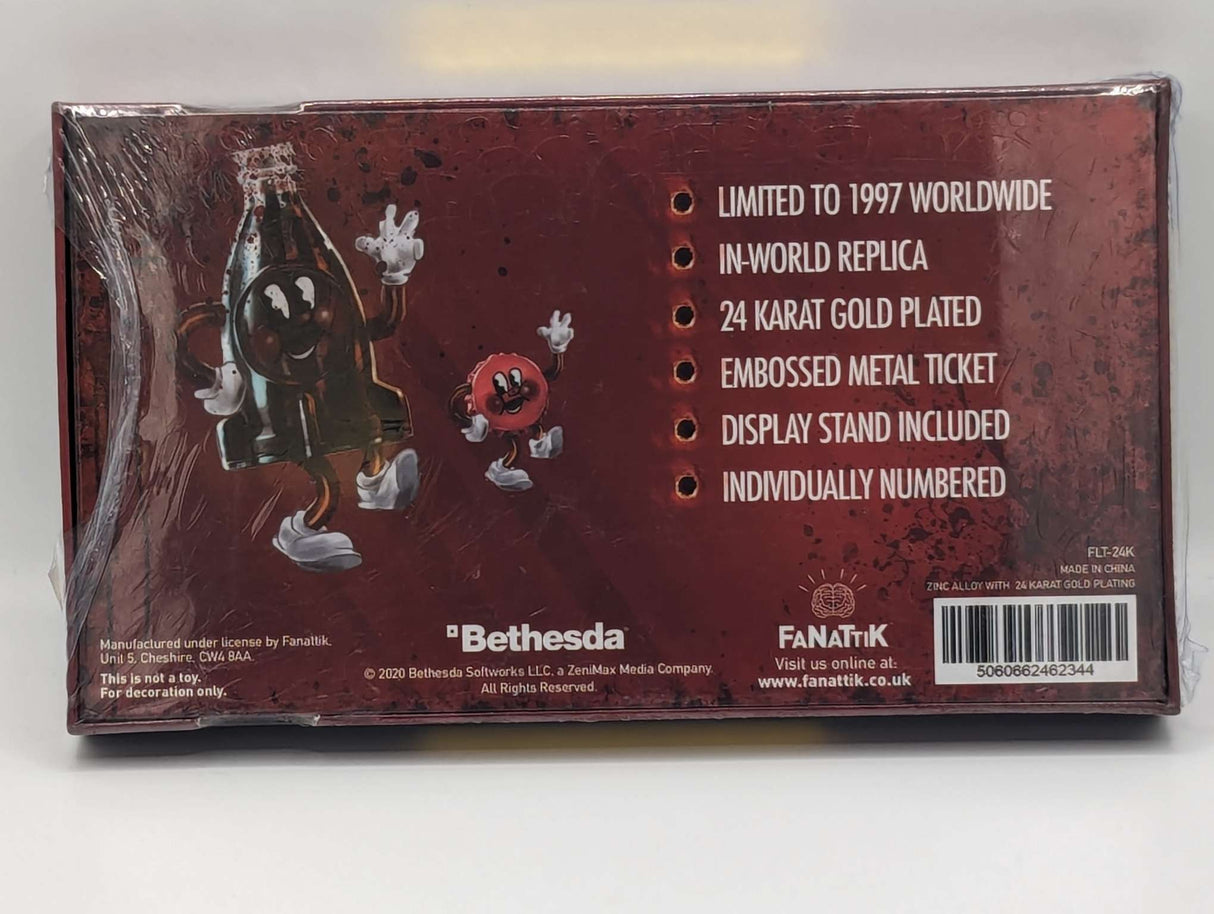 LIMITED TO 1997 WORLDWIDE
IN-WORLD REPLICA
24 KARAT GOLD PLATED
EMBOSSED METAL TICKET
DISPLAY STAND INCLUDED
INDIVIDUALLY NUMBERED
FLT-24K
MADE IN CHINA
ZINC ALLOY WITH 24 KARAT GOLD PLATING
5060662462344
Manufactured under license by Fanattik.
Unit 5, Cheshire, CW4 8AA.
This is not a toy.
For decoration only.
Bethesda
© 2020 Bethesda Softworks LLC, a ZeniMax Media Company.
All Rights Reserved.
FANATTIK
Visit us online at:
www.fanattik.co.uk